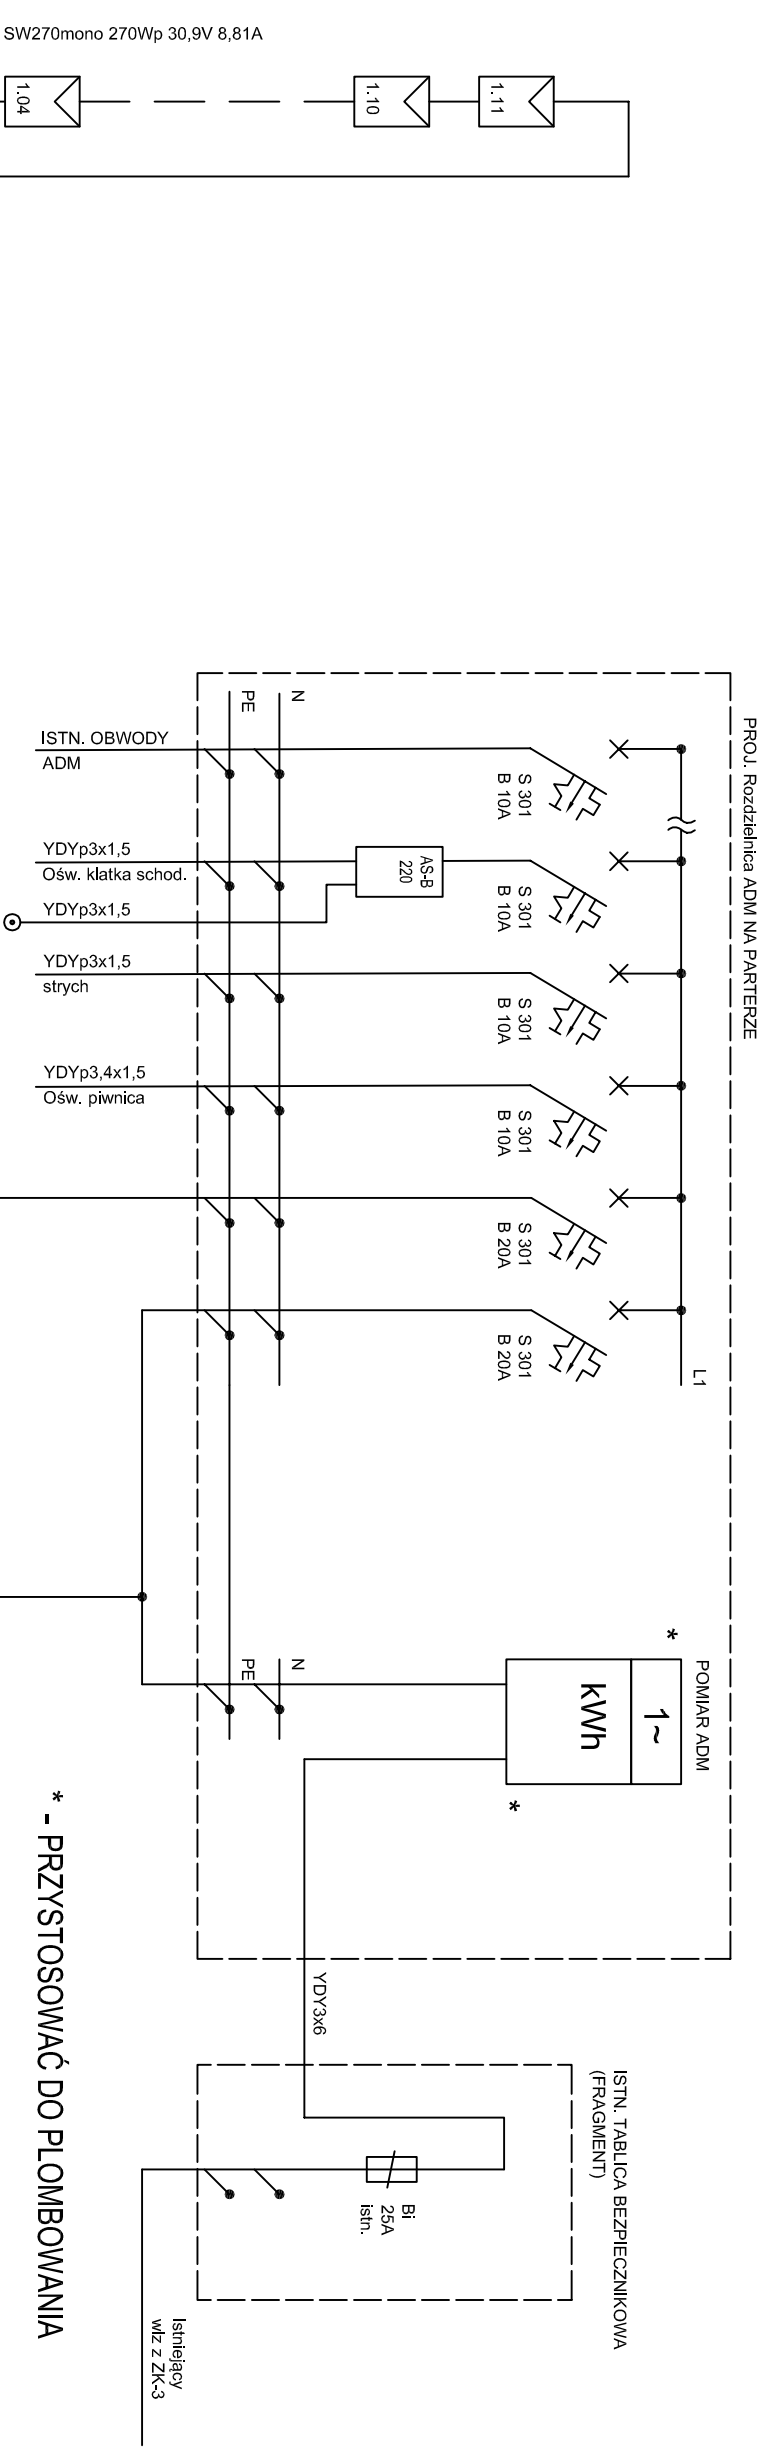 SW270mono 270Wp 30,9V 8,81A
1.04
1.10
1.11
PROJ. Rozdzielnica ADM NA PARTERZE
PE
N
ISTN. OBWODY
ADM
S 301
B 10A
YDYp3x1,5
Ośw. klatka schod.
AS-B
220
S 301
B 10A
YDYp3x1,5
YDYp3x1,5
strych
S 301
B 10A
YDYp3,4x1,5
Ośw. piwnica
S 301
B 10A
S 301
B 20A
S 301
B 20A
L1
PE
N
*
POMIAR ADM
1~
kWh
*
* - PRZYSTOSOWAĆ DO PLOMBOWANIA
YDY3x6
ISTN. TABLICA BEZPIECZNIKOWA
(FRAGMENT)
Bi
25A
istn.
Istniejący
wlz z ZK-3